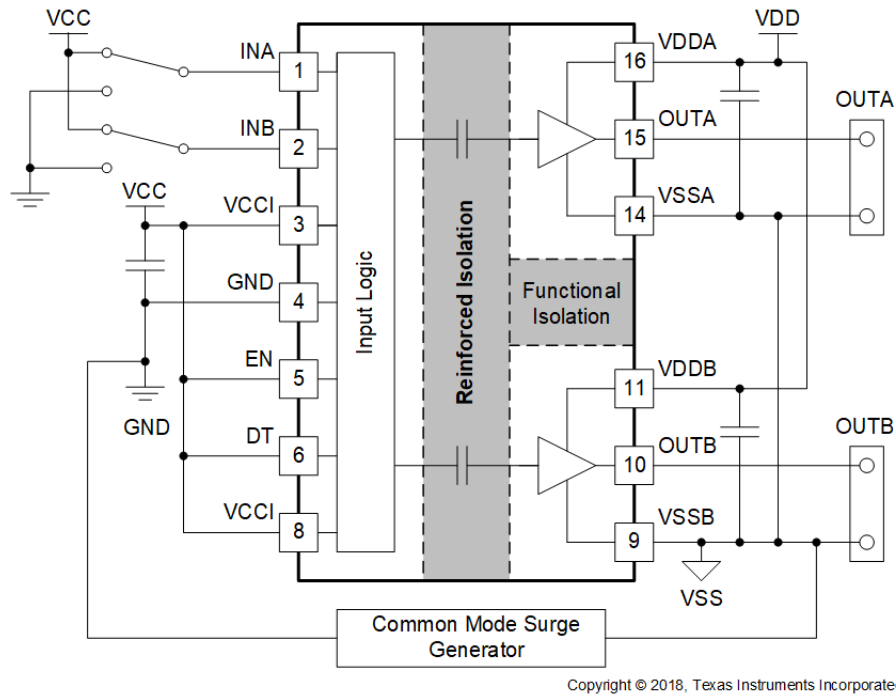 VCC
VDD
INA
1
16
VDDA
OUTA
INB
2
15
OUTA
VCC
VCCI
3
14
VSSA
GND
4
Input Logic
Reinforced Isolation
Functional
Isolation
EN
5
GND
11
VDDB
DT
6
10
OUTB
OUTB
VCCI
8
9
VSSB
VSS
Common Mode Surge
Generator
Copyright © 2018, Texas Instruments Incorporate